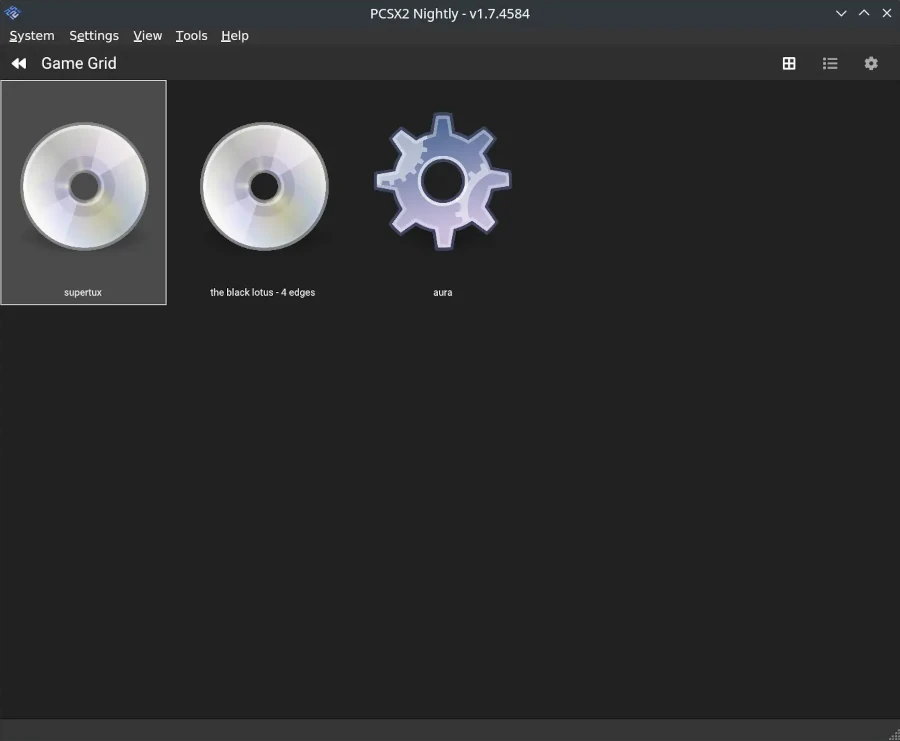 PCSX2 Nightly - v1.7.4584
System Settings View Tools Help
Game Grid
supertux
the black lotus - 4 edges
aura